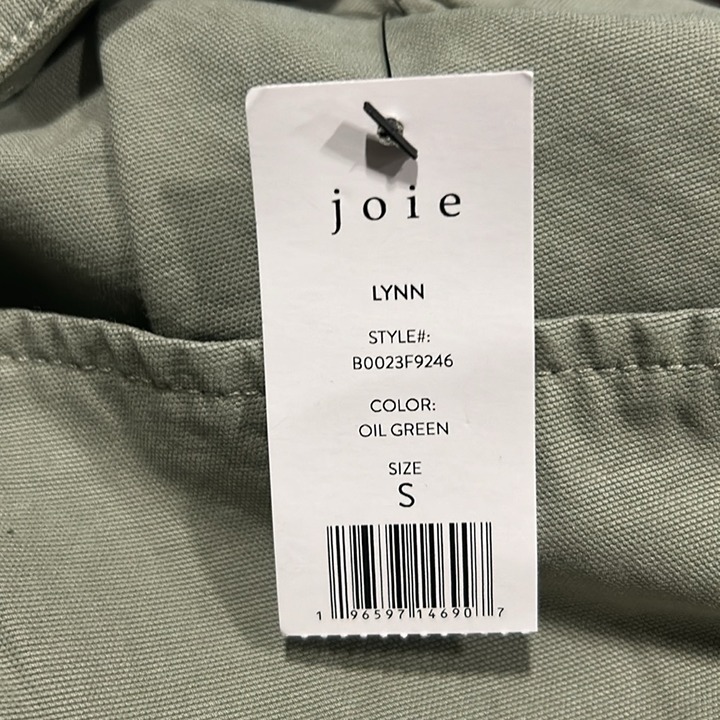 joie
LYNN
STYLE#:
B0023F9246
COLOR:
OIL GREEN
SIZE
S
1 96597 14690 7